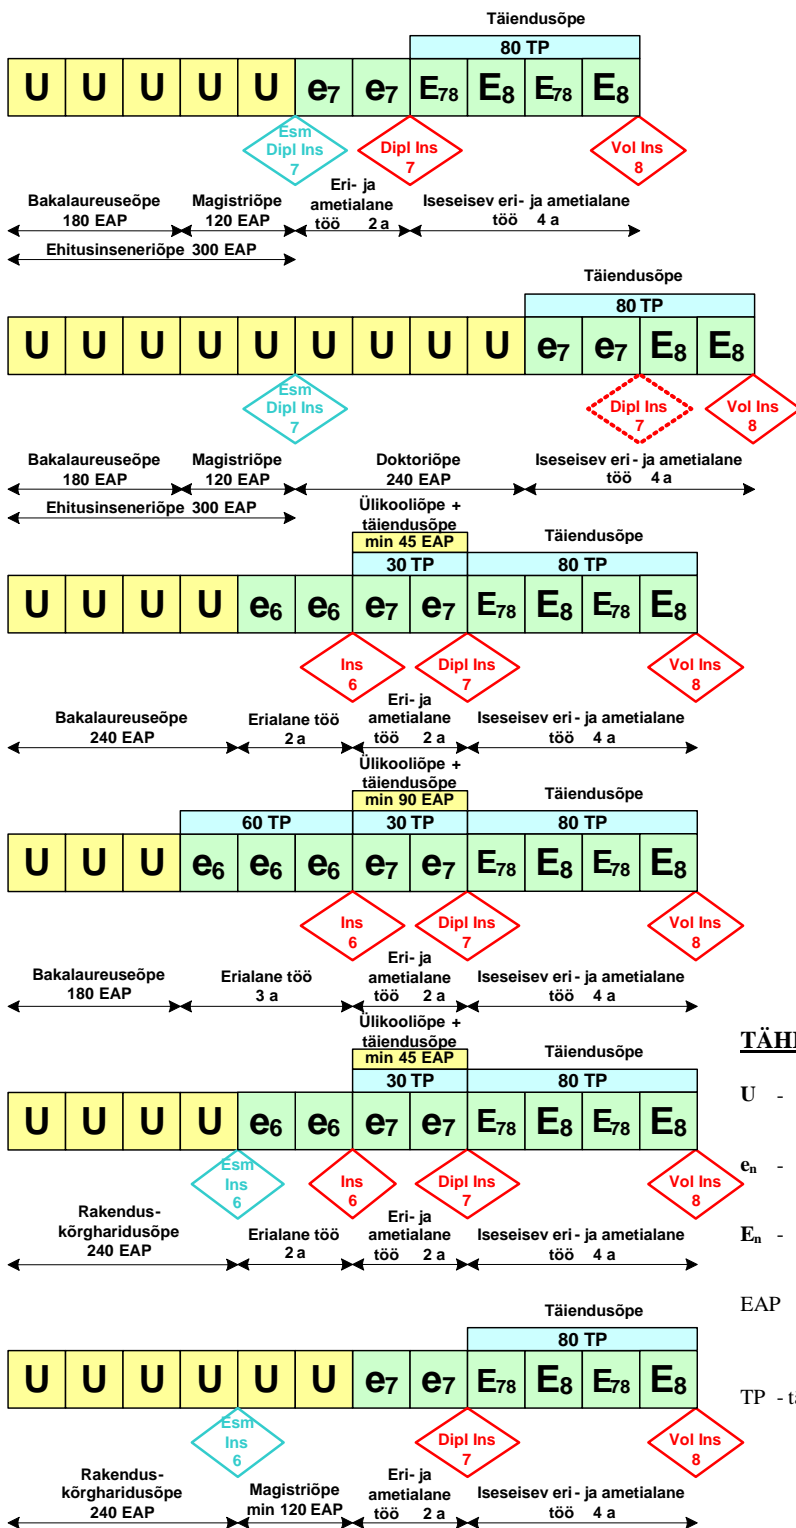 Täiendusõpe
80 TP
U U U U U e7 e7 E78 E8 E78 E8
Esm
Dipl Ins
7
Dipl Ins
7
Vol Ins
8
Bakalaureuseõpe
180 EAP
Magistriõpe
120 EAP
Eri- ja
ametialane
töö 2 a
Iseseisev eri- ja ametialane
töö 4 a
Ehitusinseneriõpe 300 EAP
Täiendusõpe
80 TP
U U U U U U U U U e7 e7 E8 E8
Esm
Dipl Ins
7
Dipl Ins
7
Vol Ins
8
Bakalaureuseõpe
180 EAP
Magistriõpe
120 EAP
Doktoriõpe
240 EAP
Iseseisev eri- ja ametialane
töö 4 a
Ehitusinseneriõpe 300 EAP
Ülikooliõpe +
täiendusõpe
min 45 EAP
30 TP
Täiendusõpe
80 TP
U U U U e6 e6 e7 e7 E78 E8 E78 E8
Ins
6
Dipl Ins
7
Vol Ins
8
Bakalaureuseõpe
240 EAP
Erialane töö
2 a
Eri- ja
ametialane
töö 2 a
Iseseisev eri- ja ametialane
töö 4 a
Ülikooliõpe +
täiendusõpe
min 90 EAP
60 TP
30 TP
Täiendusõpe
80 TP
U U U e6 e6 e6 e7 e7 E78 E8 E78 E8
Ins
6
Dipl Ins
7
Vol Ins
8
Bakalaureuseõpe
180 EAP
Erialane töö
3 a
Eri- ja
ametialane
töö 2 a
Iseseisev eri- ja ametialane
töö 4 a
Ülikooliõpe +
täiendusõpe
min 45 EAP
30 TP
Täiendusõpe
80 TP
U U U U e6 e6 e7 e7 E78 E8 E78 E8
Esm
Ins
6
Ins
6
Dipl Ins
7
Vol Ins
8
Rakendus-
kõrgharidusõpe
240 EAP
Erialane töö
2 a
Eri- ja
ametialane
töö 2 a
Iseseisev eri- ja ametialane
töö 4 a
Täiendusõpe
80 TP
U U U U U U e7 e7 E78 E8 E78 E8
Esm
Ins
6
Dipl Ins
7
Vol Ins
8
Rakendus-
kõrgharidusõpe
240 EAP
Magistriõpe
min 120 EAP
Eri- ja
ametialane
töö 2 a
Iseseisev eri- ja ametialane
töö 4 a
U -
en -
En -
EAP
TP -